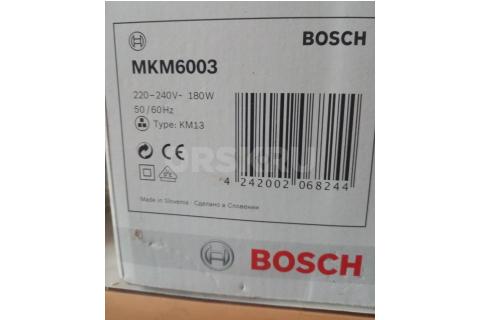 BOSCH
MKM6003
220-240V~ 180W
50/60Hz
Type: KM13
CE
4 242002 068244
Made in Slovenia · Сделано в Словении
BOSCH